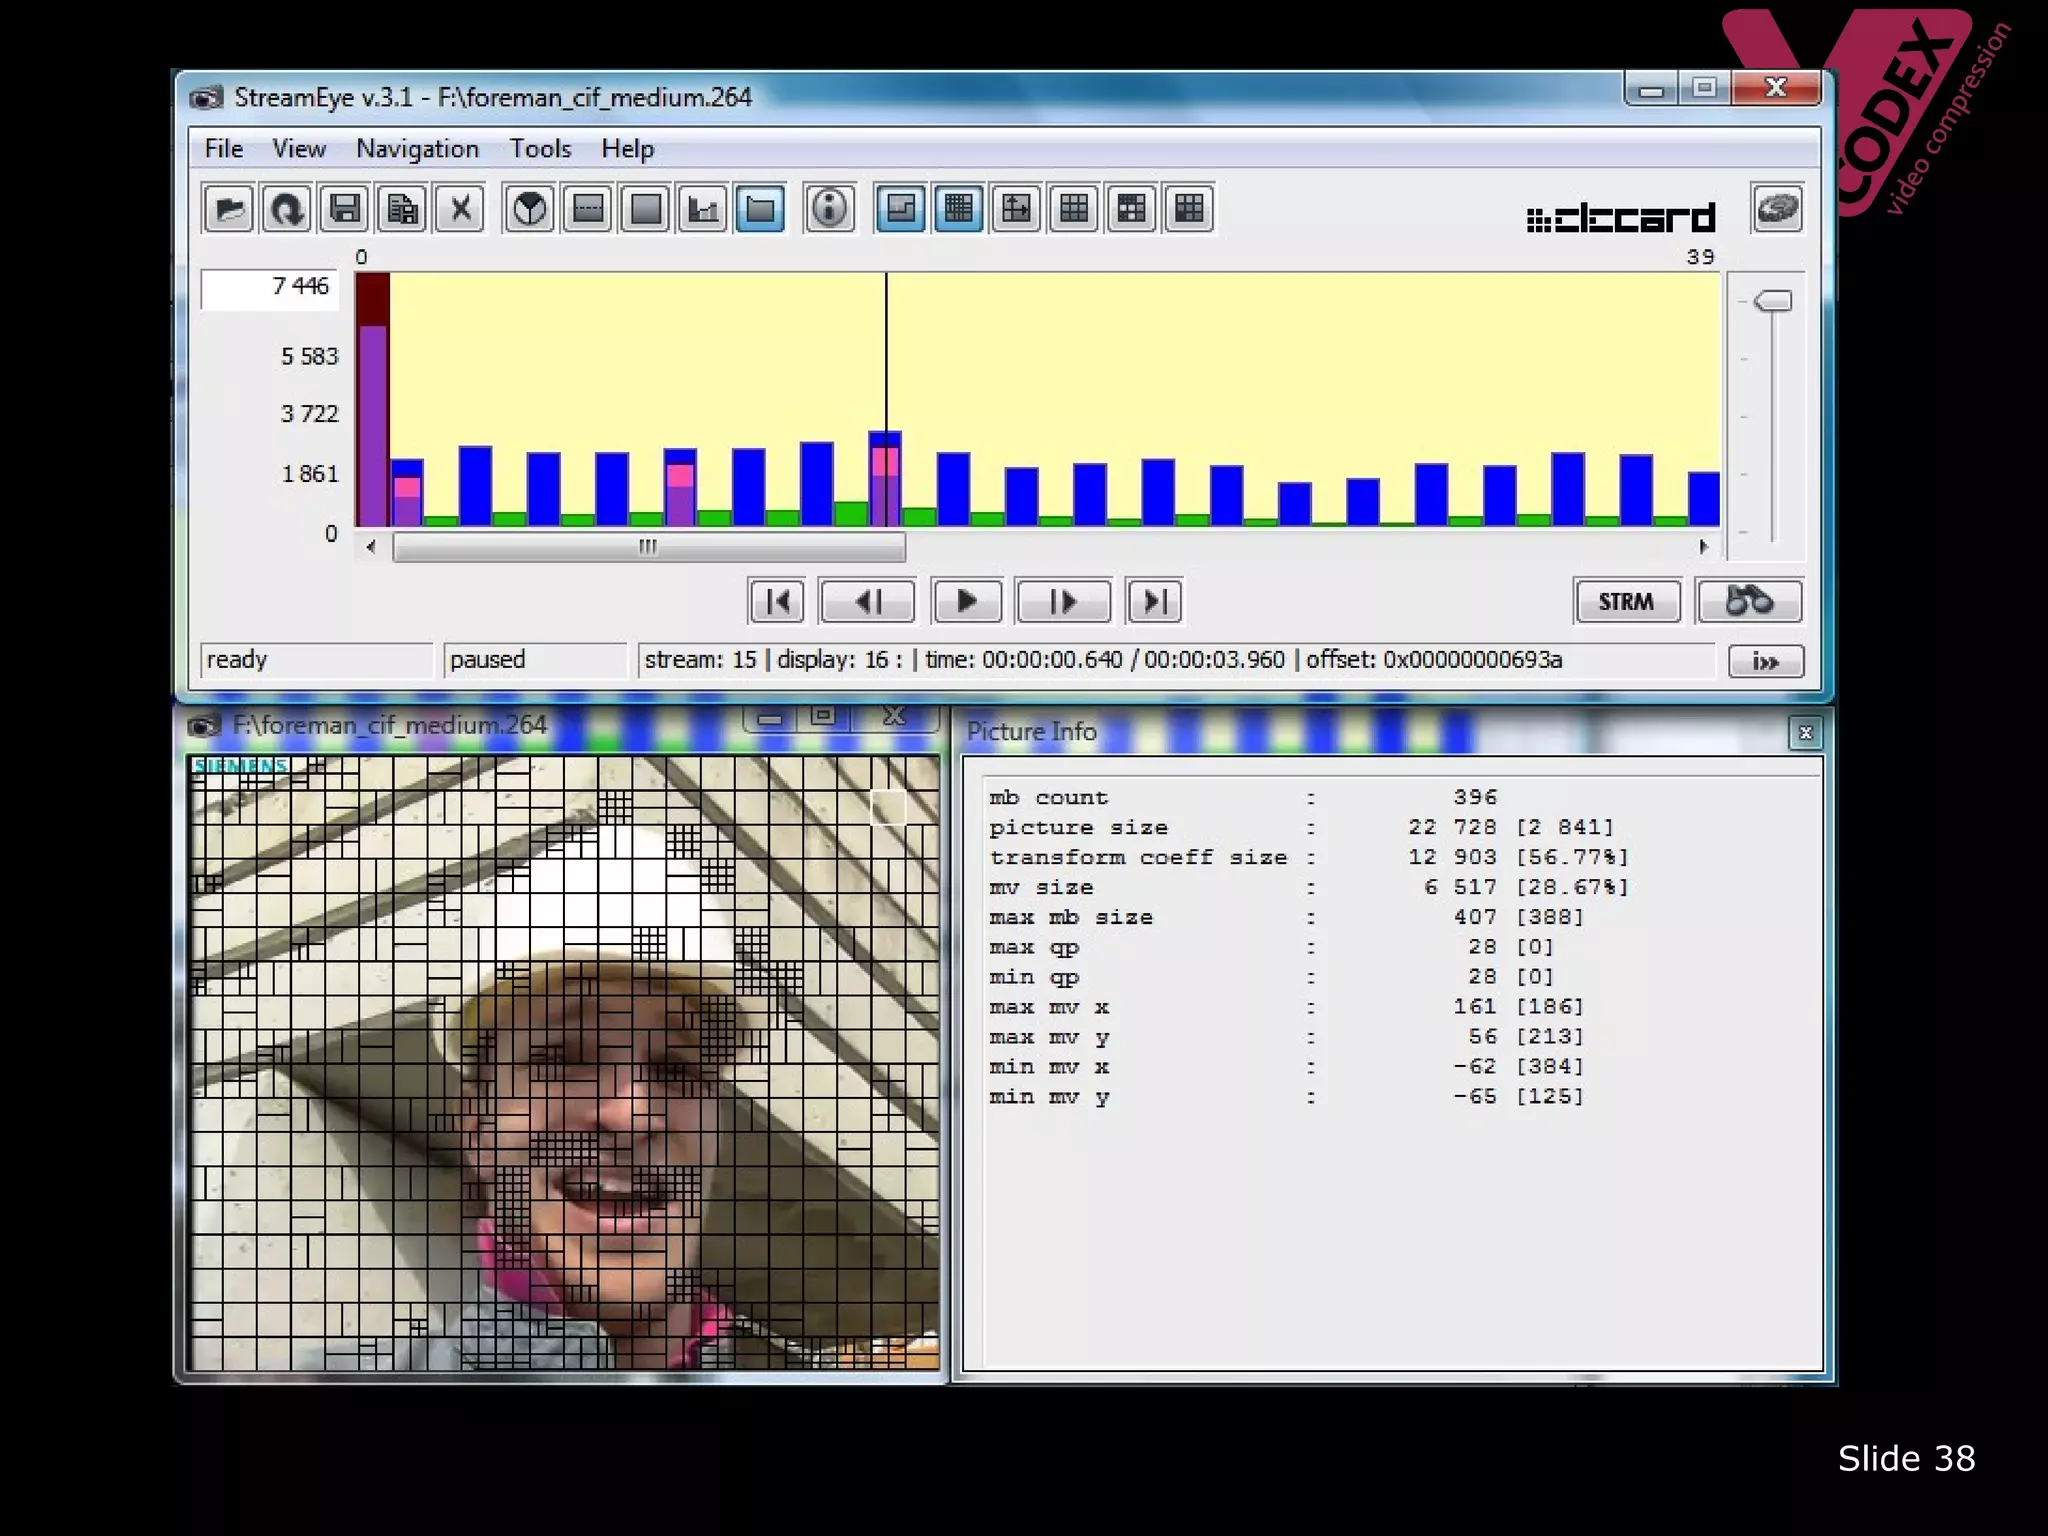 CODEX
video compression
StreamEye v.3.1 - F:\foreman_cif_medium.264
File View Navigation Tools Help
elecard
0 39
7 446
5 583
3 722
1 861
0
STRM
ready paused stream: 15 | display: 16 : | time: 00:00:00.640 / 00:00:03.960 | offset: 0x00000000693a
i»
F:\foreman_cif_medium.264
SIEMENS
Picture Info
mb count : 396
picture size : 22 728 [2 841]
transform coeff size : 12 903 [56.77%]
mv size : 6 517 [28.67%]
max mb size : 407 [388]
max qp : 28 [0]
min qp : 28 [0]
max mv x : 161 [186]
max mv y : 56 [213]
min mv x : -62 [384]
min mv y : -65 [125]
Slide 38